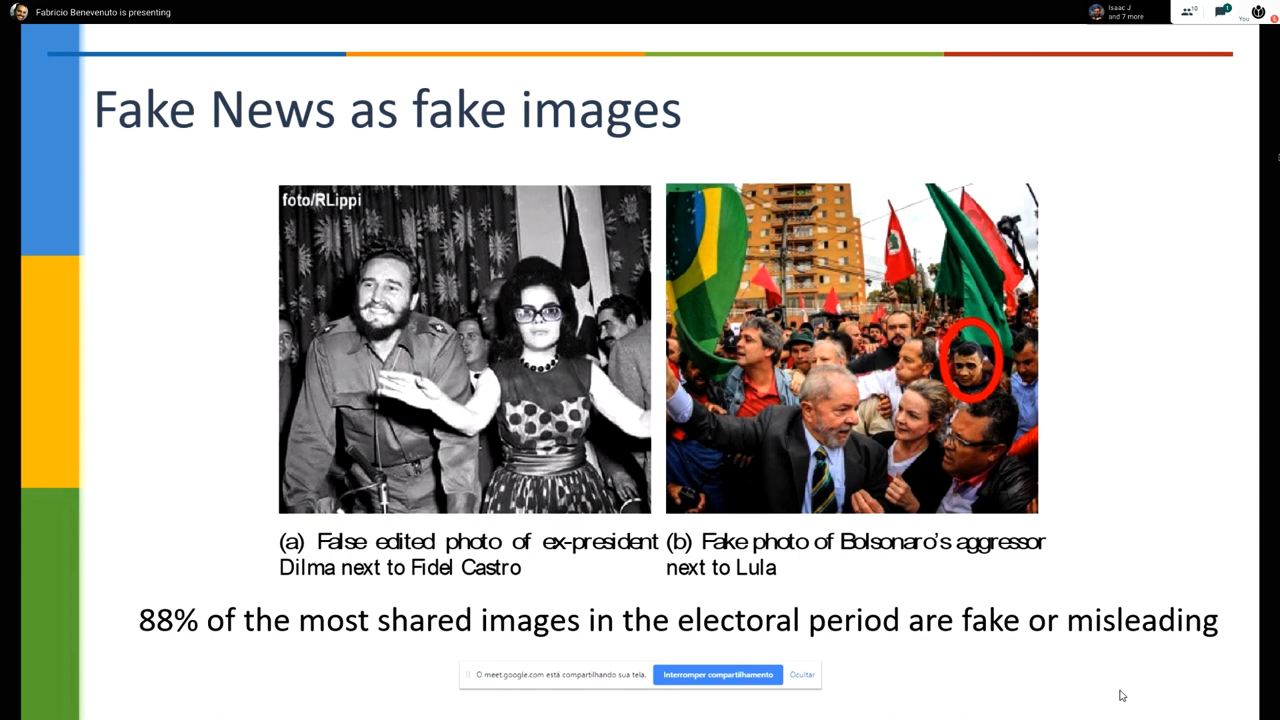 Fabricio Benevenuto is presenting
Isaac J
and 7 more
10
1
You
Fake News as fake images
foto/RLippi
(a) False edited photo of ex-president
Dilma next to Fidel Castro
(b) Fake photo of Bolsonaro's aggressor
next to Lula
88% of the most shared images in the electoral period are fake or misleading
O meet.google.com está compartilhando sua tela.
Interromper compartilhamento
Ocultar